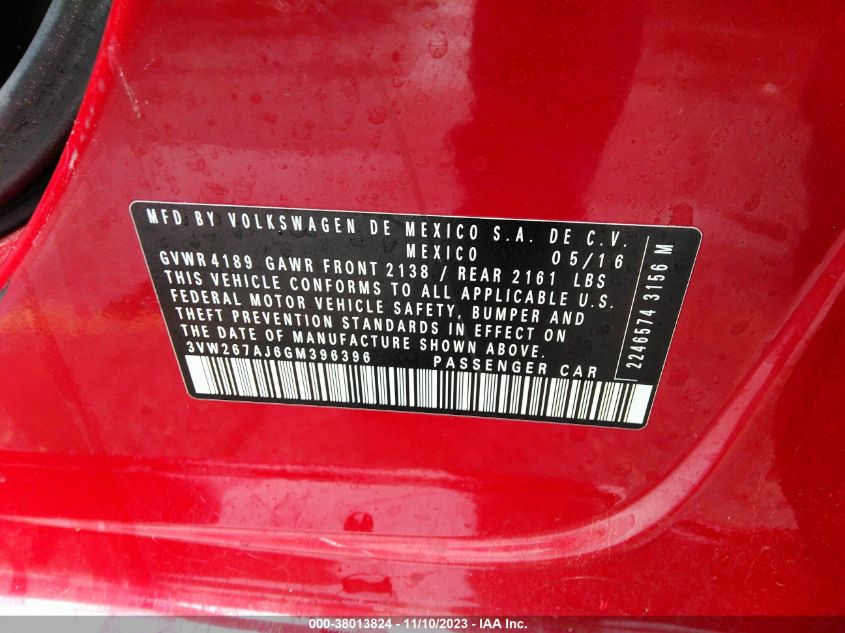 MFD BY VOLKSWAGEN DE MEXICO S.A. DE C.V.
MEXICO 05/16
GVWR 4189 GAWR FRONT 2138 / REAR 2161 LBS
THIS VEHICLE CONFORMS TO ALL APPLICABLE U.S.
FEDERAL MOTOR VEHICLE SAFETY, BUMPER AND
THEFT PREVENTION STANDARDS IN EFFECT ON
THE DATE OF MANUFACTURE SHOWN ABOVE.
3VW267AJ6GM396396 PASSENGER CAR
2246574 3156 M
000-38013824 - 11/10/2023 - IAA Inc.